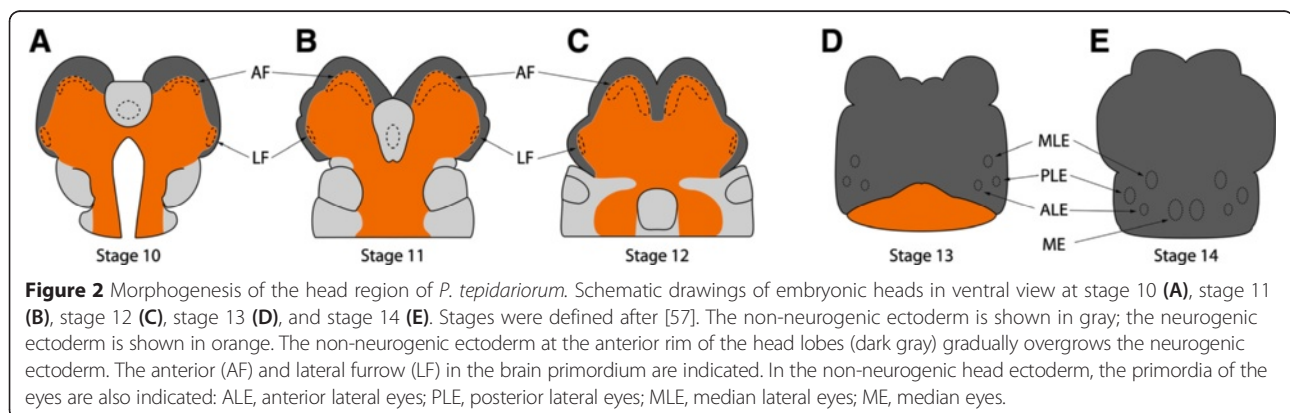 A B C D E
AF AF
LF LF
MLE
PLE
ALE
ME
Stage 10 Stage 11 Stage 12 Stage 13 Stage 14
Figure 2 Morphogenesis of the head region of P. tepidariorum. Schematic drawings of embryonic heads in ventral view at stage 10 (A), stage 11
(B), stage 12 (C), stage 13 (D), and stage 14 (E). Stages were defined after [57]. The non-neurogenic ectoderm is shown in gray; the neurogenic
ectoderm is shown in orange. The non-neurogenic ectoderm at the anterior rim of the head lobes (dark gray) gradually overgrows the neurogenic
ectoderm. The anterior (AF) and lateral furrow (LF) in the brain primordium are indicated. In the non-neurogenic head ectoderm, the primordia of the
eyes are also indicated: ALE, anterior lateral eyes; PLE, posterior lateral eyes; MLE, median lateral eyes; ME, median eyes.